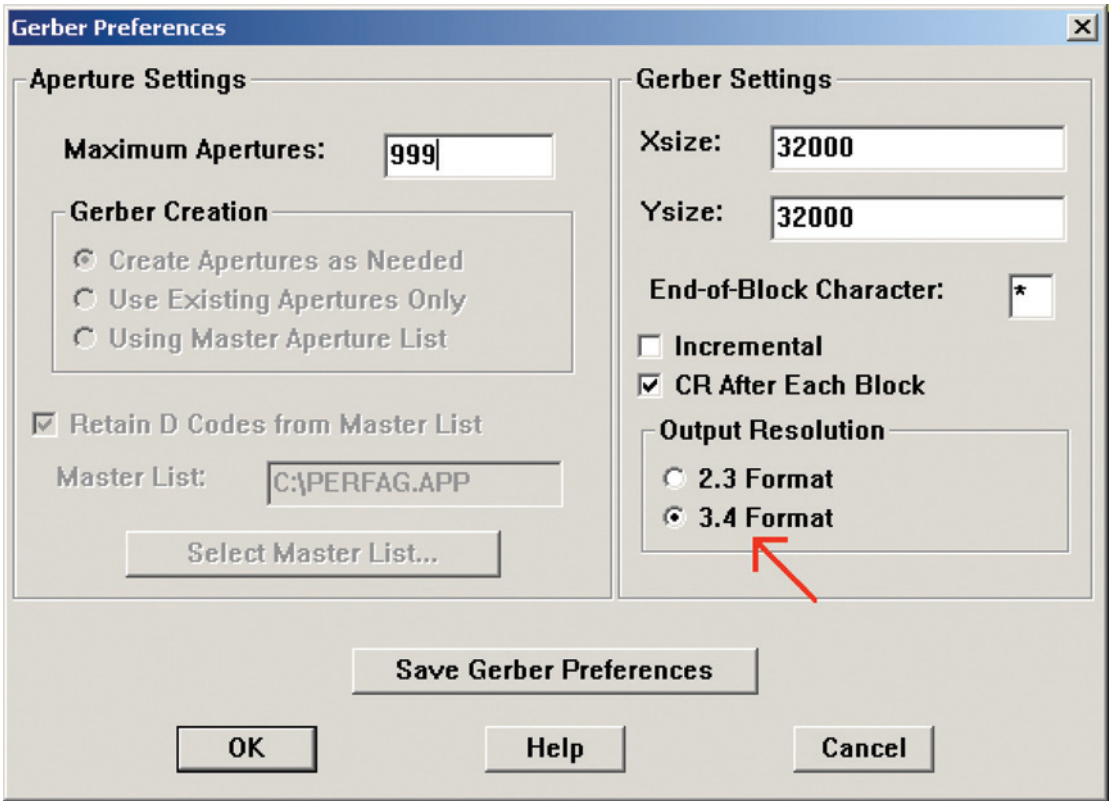 Gerber Preferences
Aperture Settings
Maximum Apertures: 999
Gerber Creation
Create Apertures as Needed
Use Existing Apertures Only
Using Master Aperture List
Retain D Codes from Master List
Master List: C:\PERFAG.APP
Select Master List...
Gerber Settings
Xsize: 32000
Ysize: 32000
End-of-Block Character: *
Incremental
CR After Each Block
Output Resolution
2.3 Format
3.4 Format
Save Gerber Preferences
OK Help Cancel